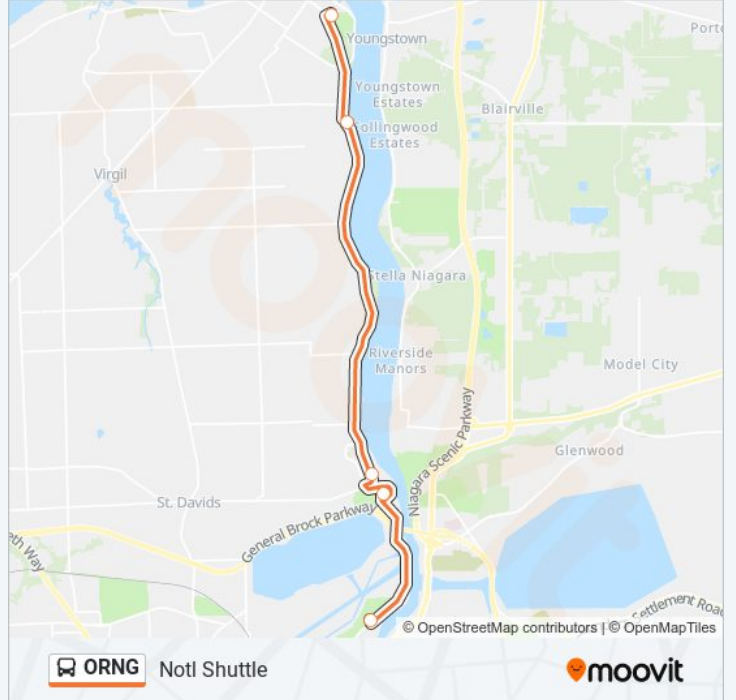 Youngstown
Porte
Youngstown
Estates
Blairville
Collingwood
Estates
Virgil
Stella Niagara
Riverside
Manors
Model City
Niagara Scenic Parkway
Glenwood
St. Davids
General Brock Parkway
eth Way
Settlement Road
© OpenStreetMap contributors | © OpenMapTiles
ORNG Notl Shuttle
moovit